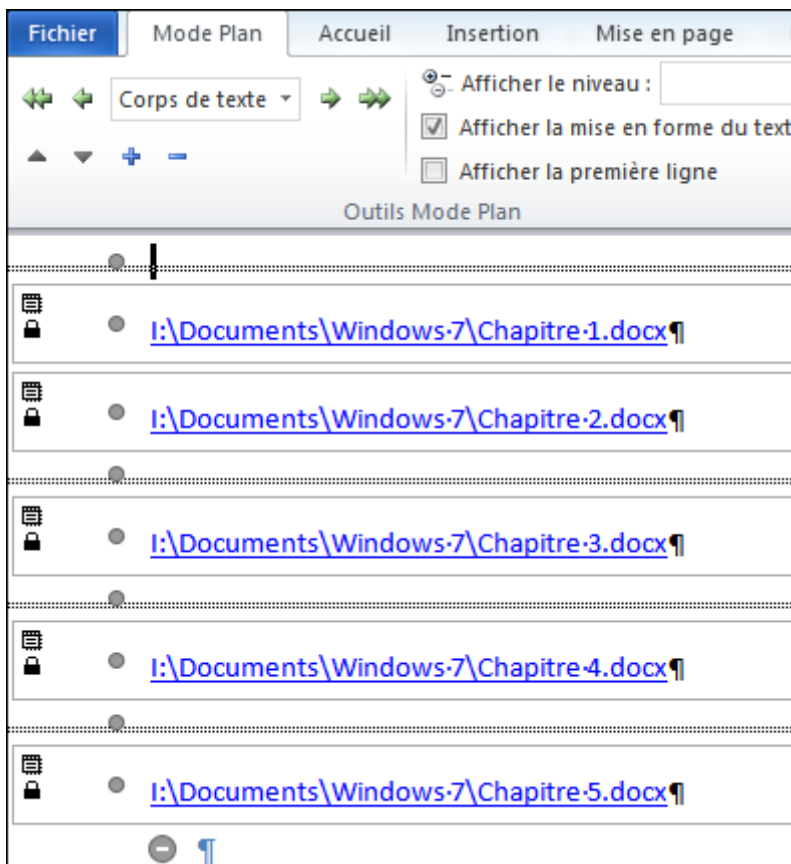 Fichier Mode Plan Accueil Insertion Mise en page
Corps de texte
Afficher le niveau :
Afficher la mise en forme du text
Afficher la première ligne
Outils Mode Plan
I:\Documents\Windows·7\Chapitre·1.docx¶
I:\Documents\Windows·7\Chapitre·2.docx¶
I:\Documents\Windows·7\Chapitre·3.docx¶
I:\Documents\Windows·7\Chapitre·4.docx¶
I:\Documents\Windows·7\Chapitre·5.docx¶
¶